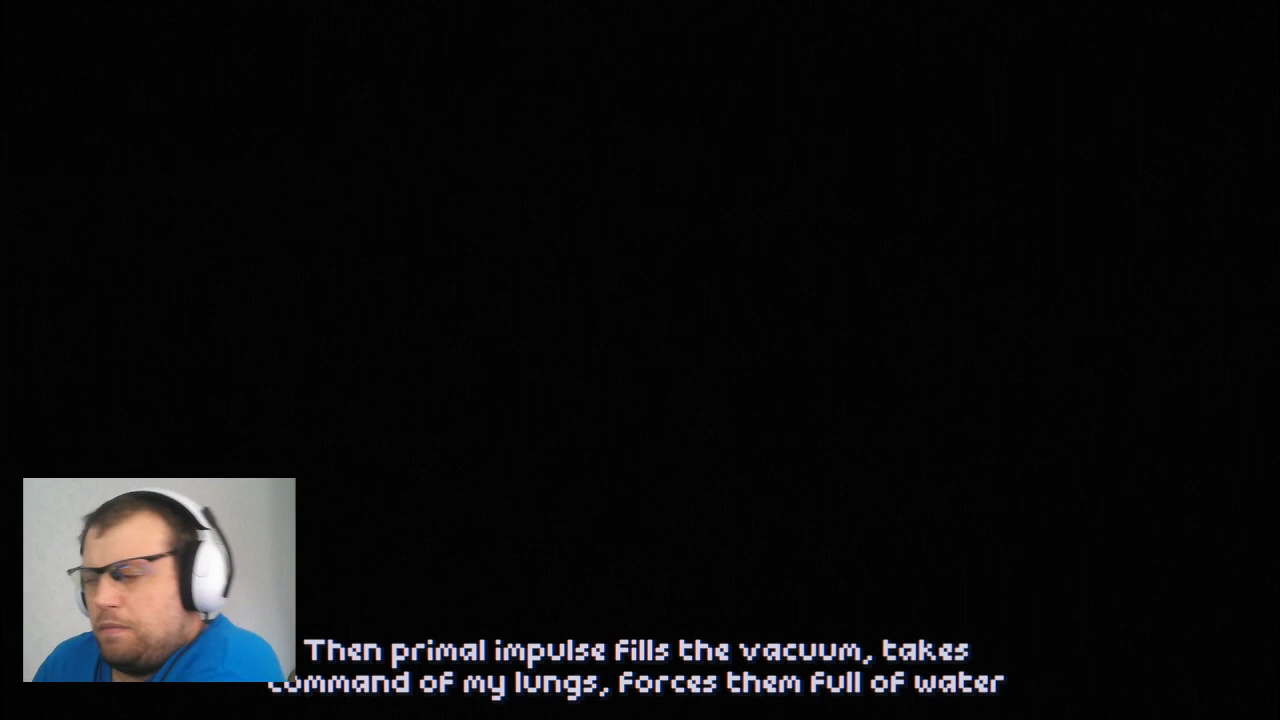 Then primal impulse fills the vacuum, takes
command of my lungs, forces them full of water